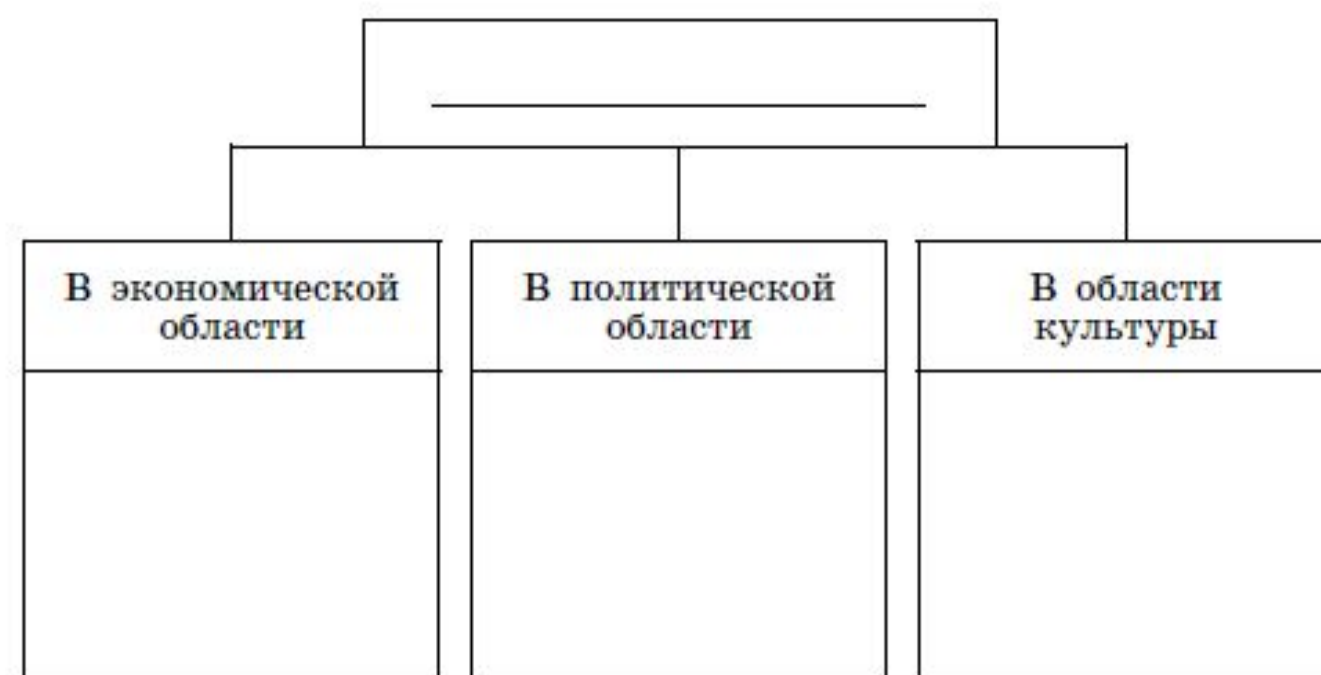 В экономической
области
В политической
области
В области
культуры